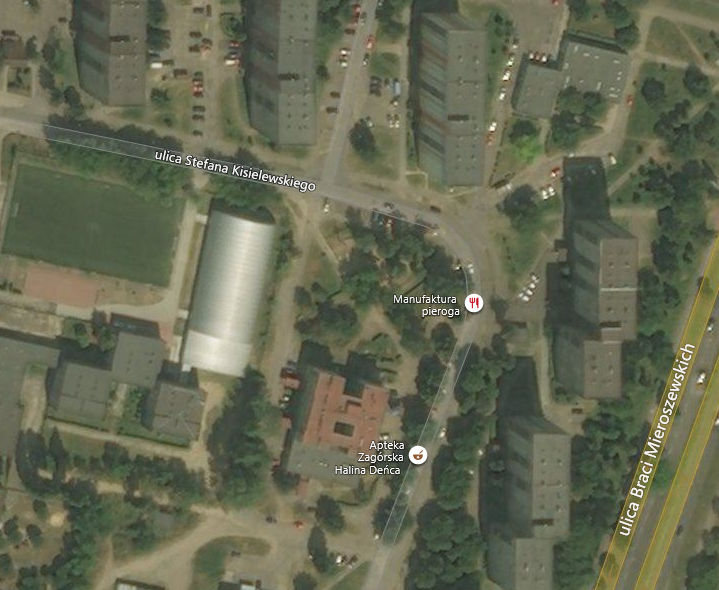 ulica Stefana Kisielewskiego
Manufaktura
pieroga
ulica Braci Mieroszewskich
Apteka
Zagórska
Halina Deńca